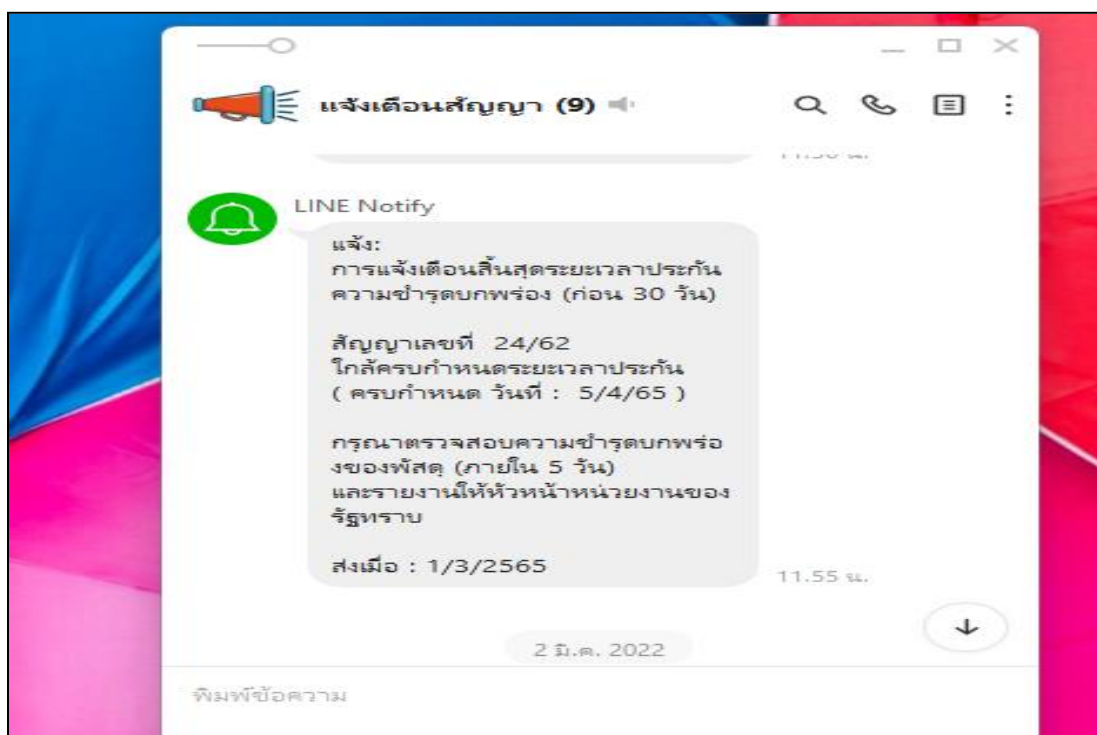 แจ้งเตือนสัญญา (9)
LINE Notify
แจ้ง:
การแจ้งเตือนสิ้นสุดระยะเวลาประกัน
ความชำรุดบกพร่อง (ก่อน 30 วัน)
สัญญาเลขที่ 24/62
ใกล้ครบกำหนดระยะเวลาประกัน
( ครบกำหนด วันที่ : 5/4/65 )
กรุณาตรวจสอบความชำรุดบกพร่อ
งของพัสดุ (ภายใน 5 วัน)
และรายงานให้หัวหน้าหน่วยงานของ
รัฐทราบ
ส่งเมื่อ : 1/3/2565
11.55 น.
2 มี.ค. 2022
พิมพ์ข้อความ